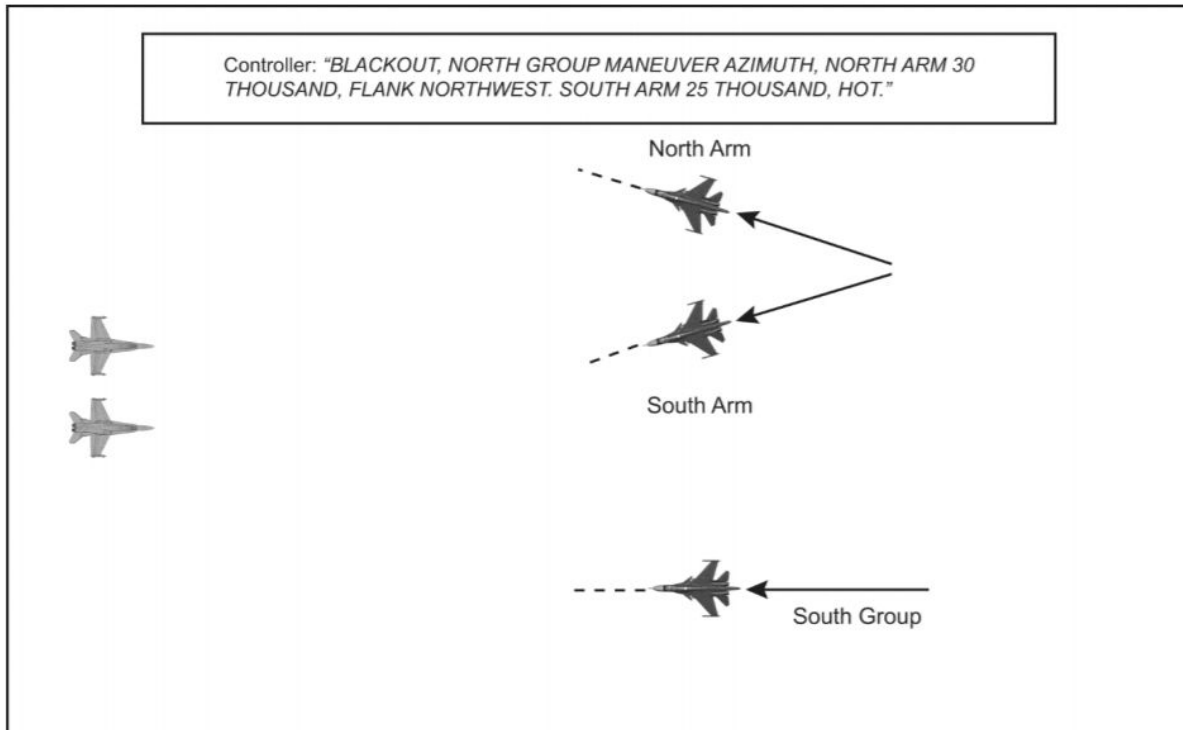 Controller: “BLACKOUT, NORTH GROUP MANEUVER AZIMUTH, NORTH ARM 30
THOUSAND, FLANK NORTHWEST. SOUTH ARM 25 THOUSAND, HOT.”
North Arm
South Arm
South Group